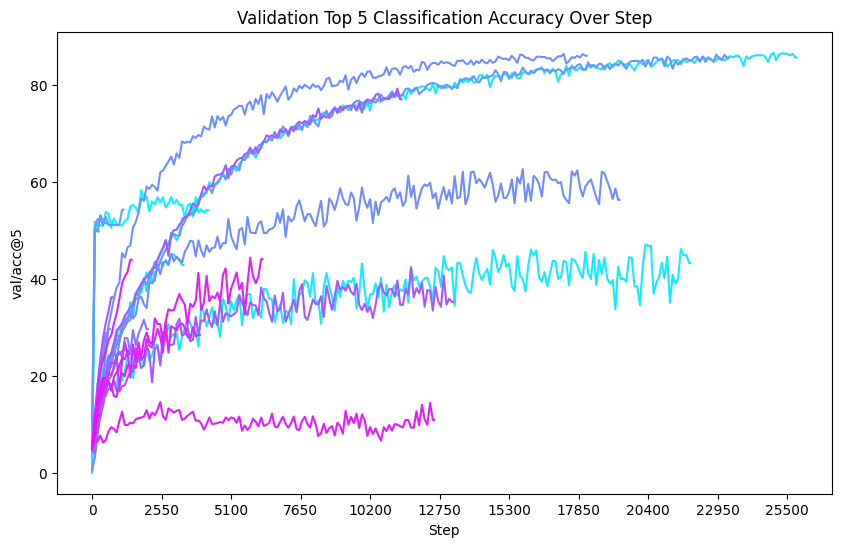 Validation Top 5 Classification Accuracy Over Step
val/acc@5
80
60
40
20
0
0 2550 5100 7650 10200 12750 15300 17850 20400 22950 25500
Step